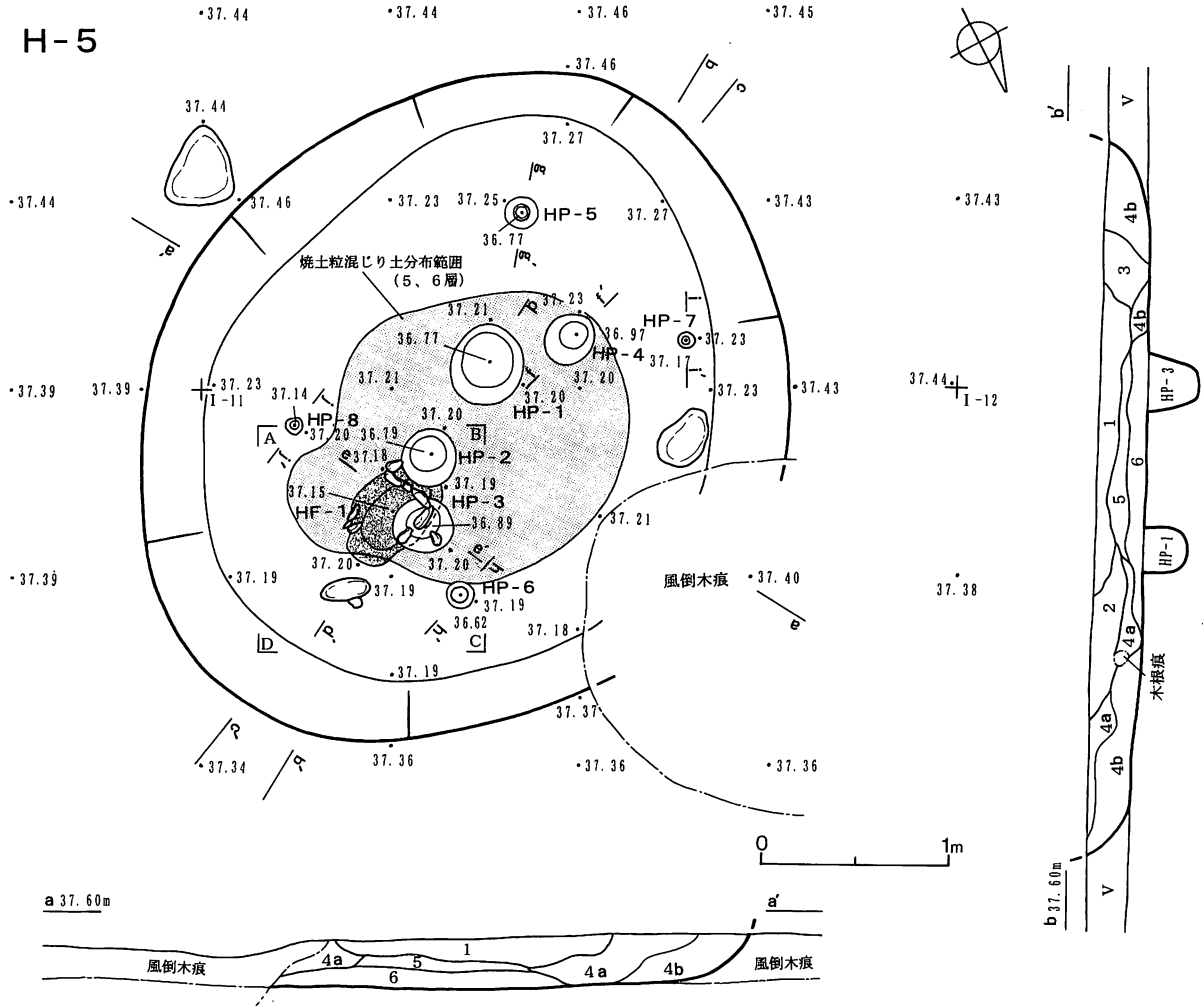 H-5
37.44
37.44
37.46
37.45
37.46
b
c
37.44
37.27
g
37.44
37.46
37.23
37.25
HP-5
37.27
37.43
37.43
a'
36.77
g'
焼土粒混じり土分布範囲
(5、6層)
d
37.23
f'
37.21
i
HP-7
36.77
36.97
HP-4
37.23
37.17
f
i'
37.39
37.39
37.23
I-11
37.21
37.20
37.20
HP-1
37.23
37.43
37.44
I-12
37.14
j
HP-8
37.20
A
37.20
36.79
B
HP-2
j'
e
37.18
37.19
37.15
HP-3
HF-1
36.89
37.21
e'
h
37.20
37.20
37.39
37.19
37.19
HP-6
37.19
風倒木痕
37.40
37.38
a
36.62
d'
h'
37.18
D
C
37.19
37.37
c'
b'
37.34
37.36
37.36
37.36
0
1m
a 37.60m
a'
1
風倒木痕
4a
5
6
4a
4b
風倒木痕
b'
V
4b
3
4b
HP-3
1
6
5
HP-1
2
4a
木根痕
4a
4b
b 37.60m
V